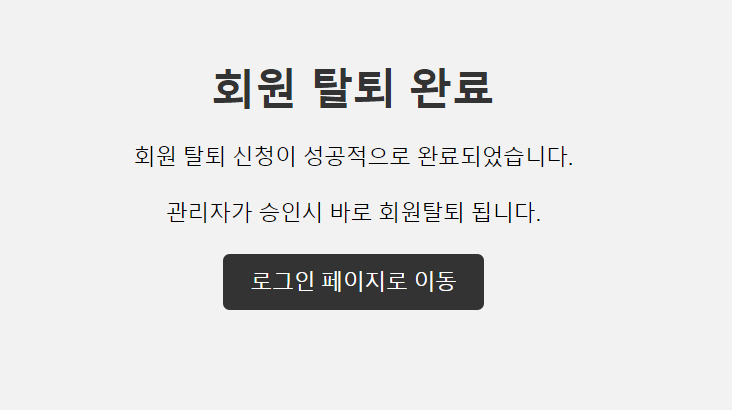 회원 탈퇴 완료
회원 탈퇴 신청이 성공적으로 완료되었습니다.
관리자가 승인시 바로 회원탈퇴 됩니다.
로그인 페이지로 이동